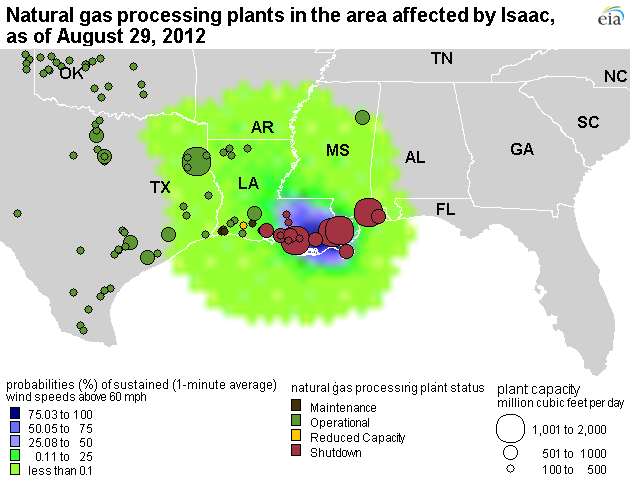 Natural gas processing plants in the area affected by Isaac,
as of August 29, 2012
eia
OK
TN
NC
AR
SC
MS
AL
GA
TX
LA
FL
probabilities (%) of sustained (1-minute average)
wind speeds above 60 mph
75.03 to 100
50.05 to 75
25.08 to 50
0.11 to 25
less than 0.1
natural gas processing plant status
Maintenance
Operational
Reduced Capacity
Shutdown
plant capacity
million cubic feet per day
1,001 to 2,000
501 to 1000
100 to 500